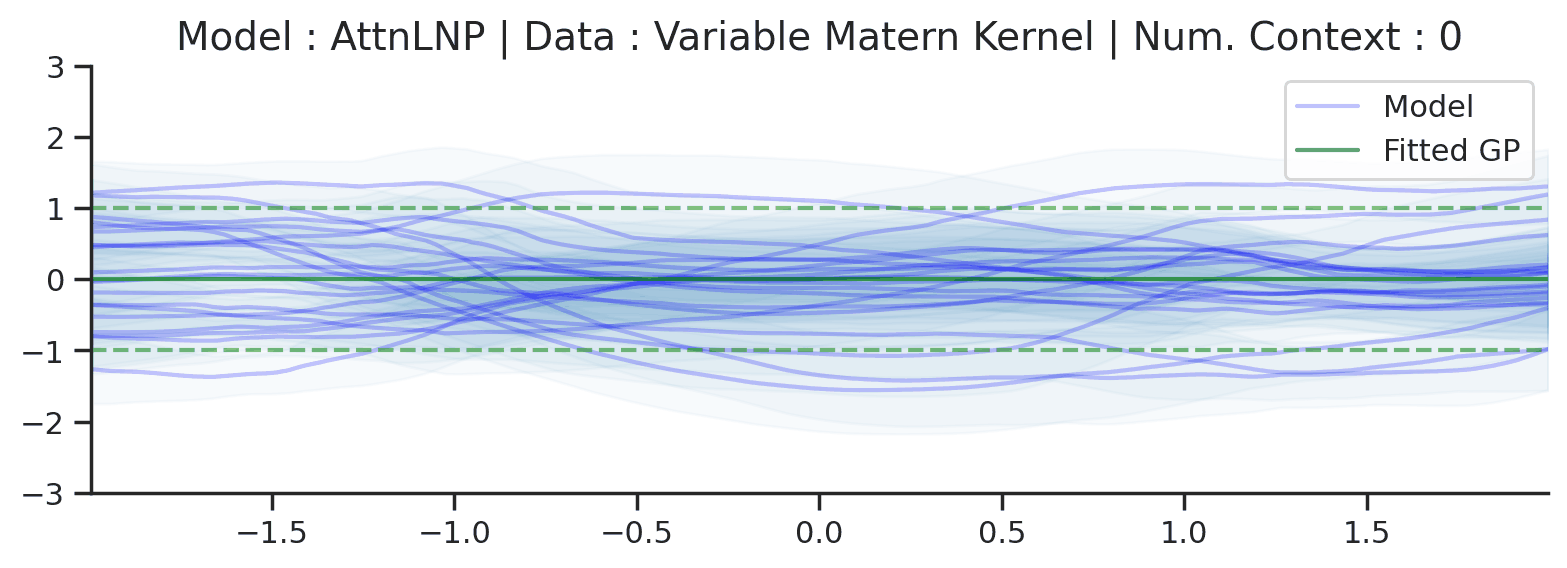 Model : AttnLNP | Data : Variable Matern Kernel | Num. Context : 0
3
2
1
0
−1
−2
−3
Model
Fitted GP
−1.5 −1.0 −0.5 0.0 0.5 1.0 1.5